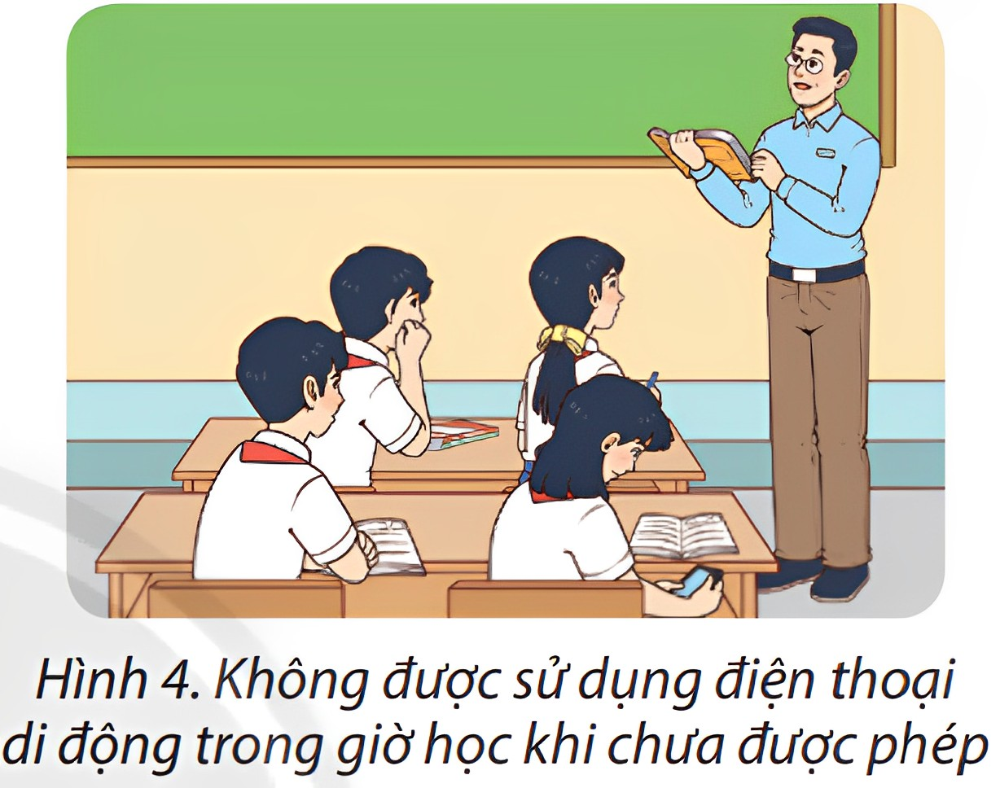 Hình 4. Không được sử dụng điện thoại
di động trong giờ học khi chưa được phép